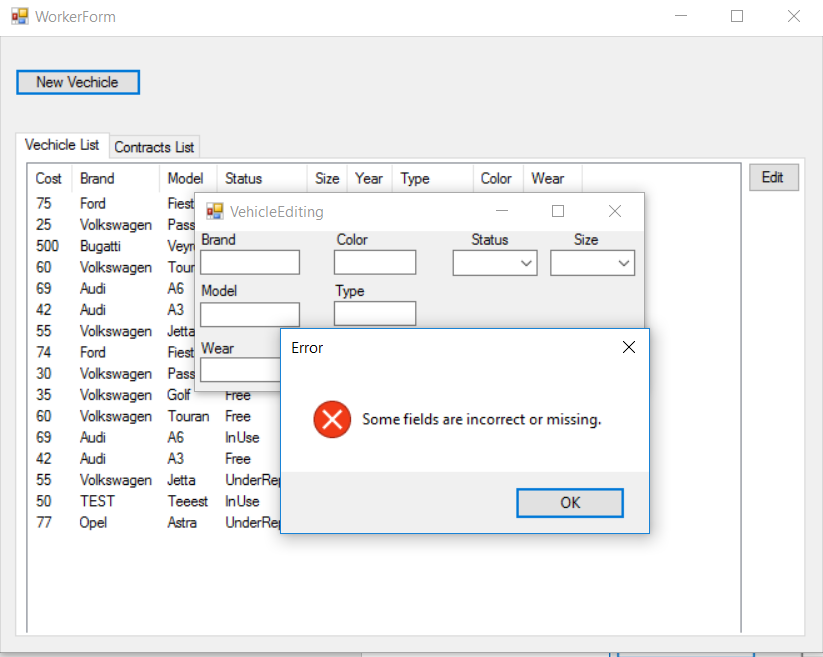 WorkerForm
New Vechicle
Vechicle List Contracts List
Cost Brand Model Status Size Year Type Color Wear
Edit
75 Ford
25 Volkswagen
500 Bugatti
60 Volkswagen
69 Audi A6
42 Audi A3
55 Volkswagen Jetta
74 Ford
30 Volkswagen
35 Volkswagen Golf Free
60 Volkswagen Touran Free
69 Audi A6 InUse
42 Audi A3 Free
55 Volkswagen Jetta
50 TEST Teeest InUse
77 Opel Astra
VehicleEditing
Brand Color Status Size
Model Type
Wear
Error
Some fields are incorrect or missing.
OK